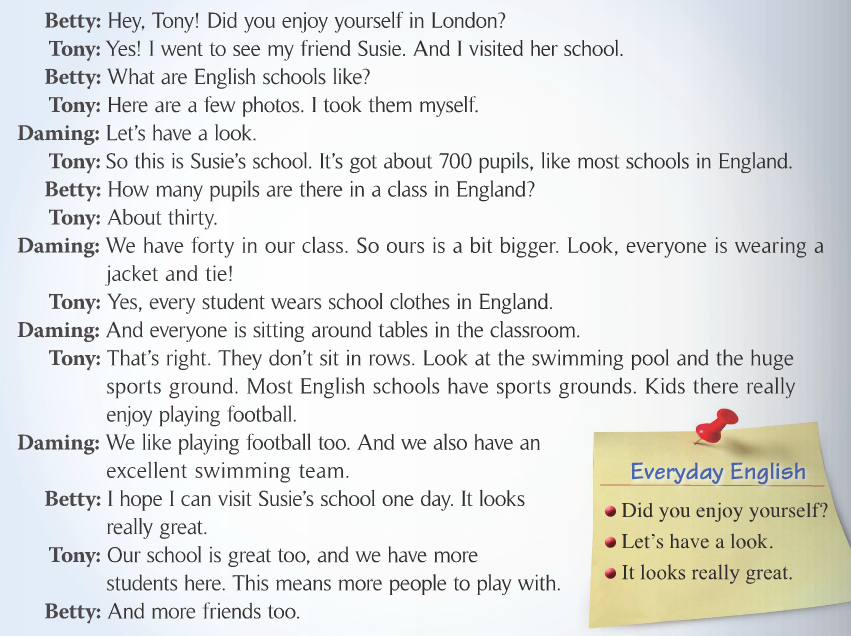 Betty: Hey, Tony! Did you enjoy yourself in London?
Tony: Yes! I went to see my friend Susie. And I visited her school.
Betty: What are English schools like?
Tony: Here are a few photos. I took them myself.
Daming: Let's have a look.
Tony: So this is Susie's school. It's got about 700 pupils, like most schools in England.
Betty: How many pupils are there in a class in England?
Tony: About thirty.
Daming: We have forty in our class. So ours is a bit bigger. Look, everyone is wearing a
jacket and tie!
Tony: Yes, every student wears school clothes in England.
Daming: And everyone is sitting around tables in the classroom.
Tony: That's right. They don't sit in rows. Look at the swimming pool and the huge
sports ground. Most English schools have sports grounds. Kids there really
enjoy playing football.
Daming: We like playing football too. And we also have an
excellent swimming team.
Betty: I hope I can visit Susie's school one day. It looks
really great.
Tony: Our school is great too, and we have more
students here. This means more people to play with.
Betty: And more friends too.
Everyday English
● Did you enjoy yourself?
● Let's have a look.
● It looks really great.